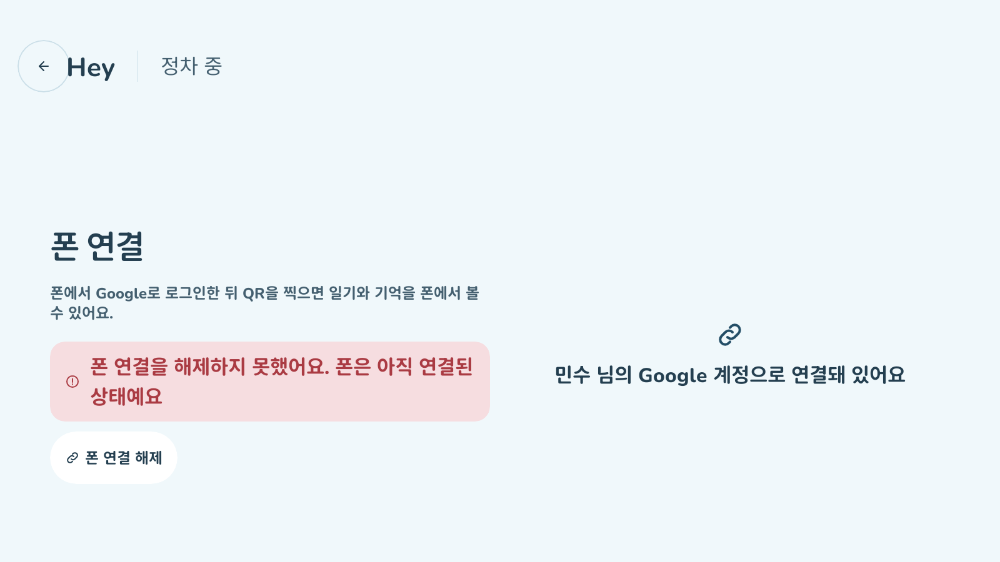 Hey
정차 중
폰 연결
폰에서 Google로 로그인한 뒤 QR을 찍으면 일기와 기억을 폰에서 볼
수 있어요.
폰 연결을 해제하지 못했어요. 폰은 아직 연결된
상태예요
폰 연결 해제
민수 님의 Google 계정으로 연결돼 있어요